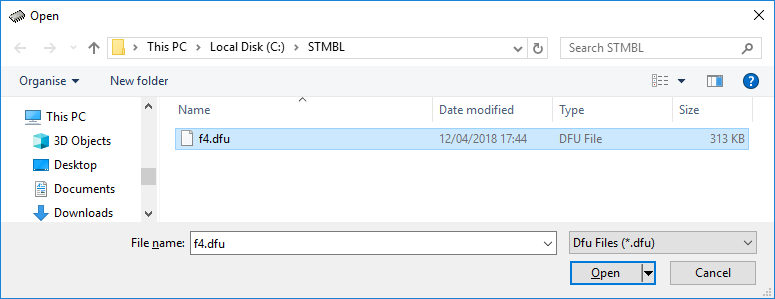 Open
This PC > Local Disk (C:) > STMBL
Search STMBL
Organise New folder
?
This PC
3D Objects
Desktop
Documents
Downloads
Name Date modified Type Size
f4.dfu 12/04/2018 17:44 DFU File 313 KB
File name: f4.dfu Dfu Files (*.dfu)
Open Cancel